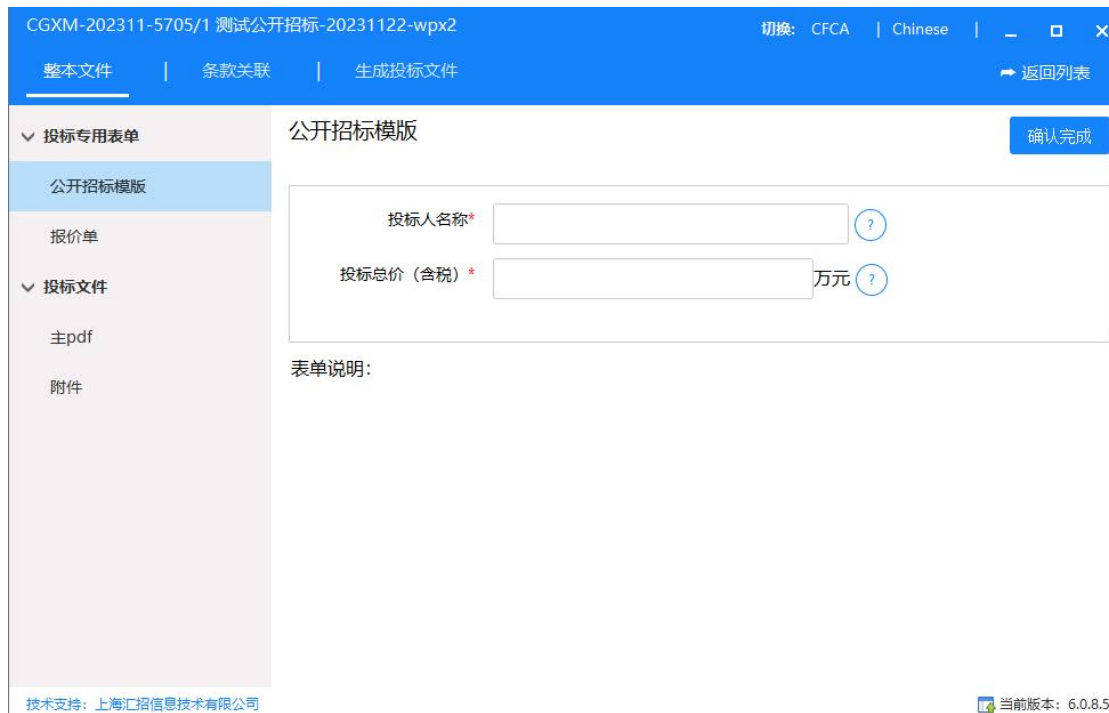 CGXM-202311-5705/1 测试公开招标-20231122-wpx2
切换: CFCA | Chinese |
整本文件 | 条款关联 | 生成投标文件
返回列表
投标专用表单
公开招标模版
报价单
投标文件
主pdf
附件
公开招标模版
确认完成
投标人名称* ?
投标总价（含税）* 万元 ?
表单说明：
技术支持：上海汇招信息技术有限公司
当前版本：6.0.8.5